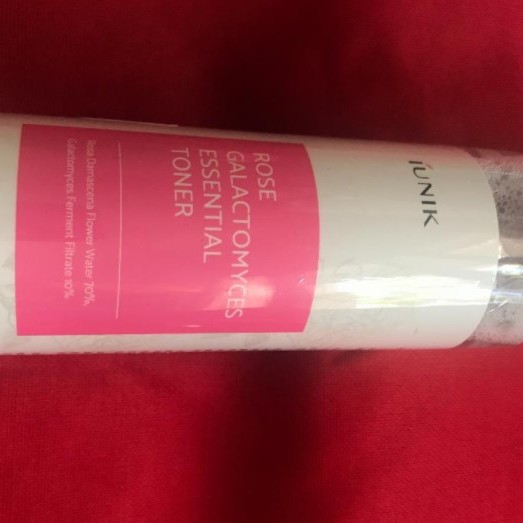 iUNIK
ROSE
GALACTOMYCES
ESSENTIAL
TONER
Rosa Damascena Flower Water 70%,
Galactomyces Ferment Filtrate 10%